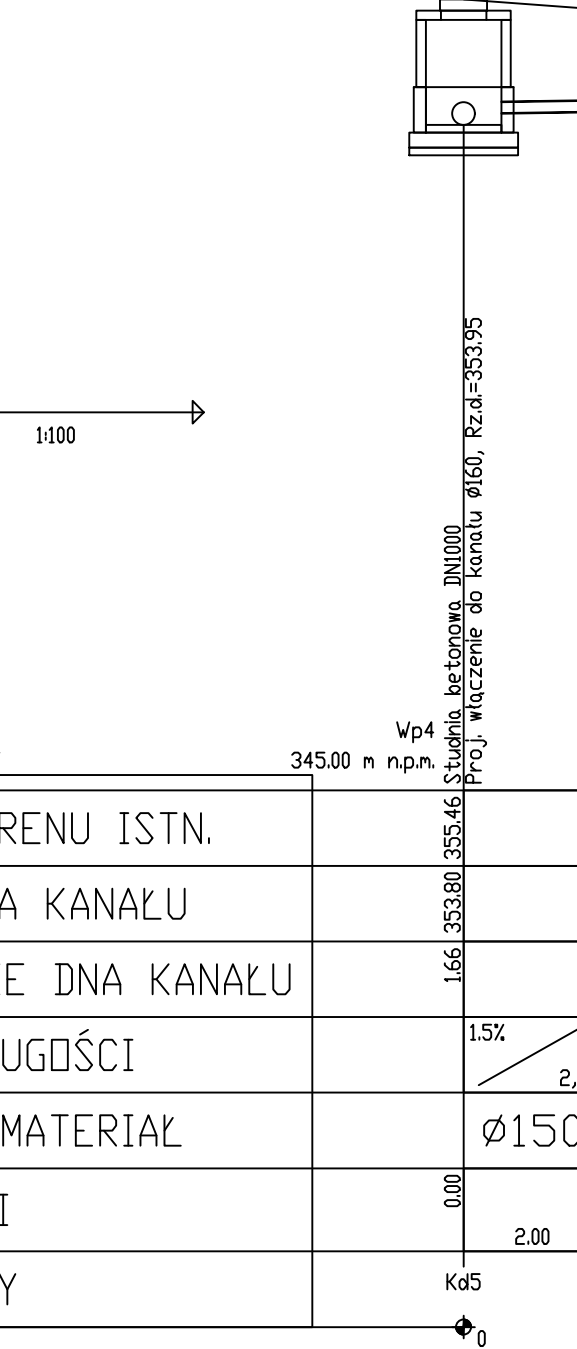 1:100
Studnia betonowa DN1000
Proj. włączenie do kanału ø160, Rz.d.=353.95
Wp4
345.00 m n.p.m.
RENU ISTN.
355.46
A KANAŁU
353.80
E DNA KANAŁU
1.66
UGOŚCI
1.5%
2,
MATERIAŁ
Ø150
I
0.00
2.00
Y
Kd5
0